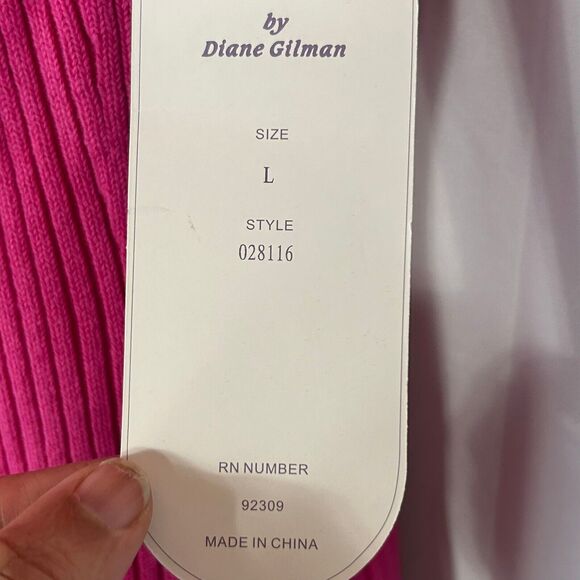 by
Diane Gilman
SIZE
L
STYLE
028116
RN NUMBER
92309
MADE IN CHINA